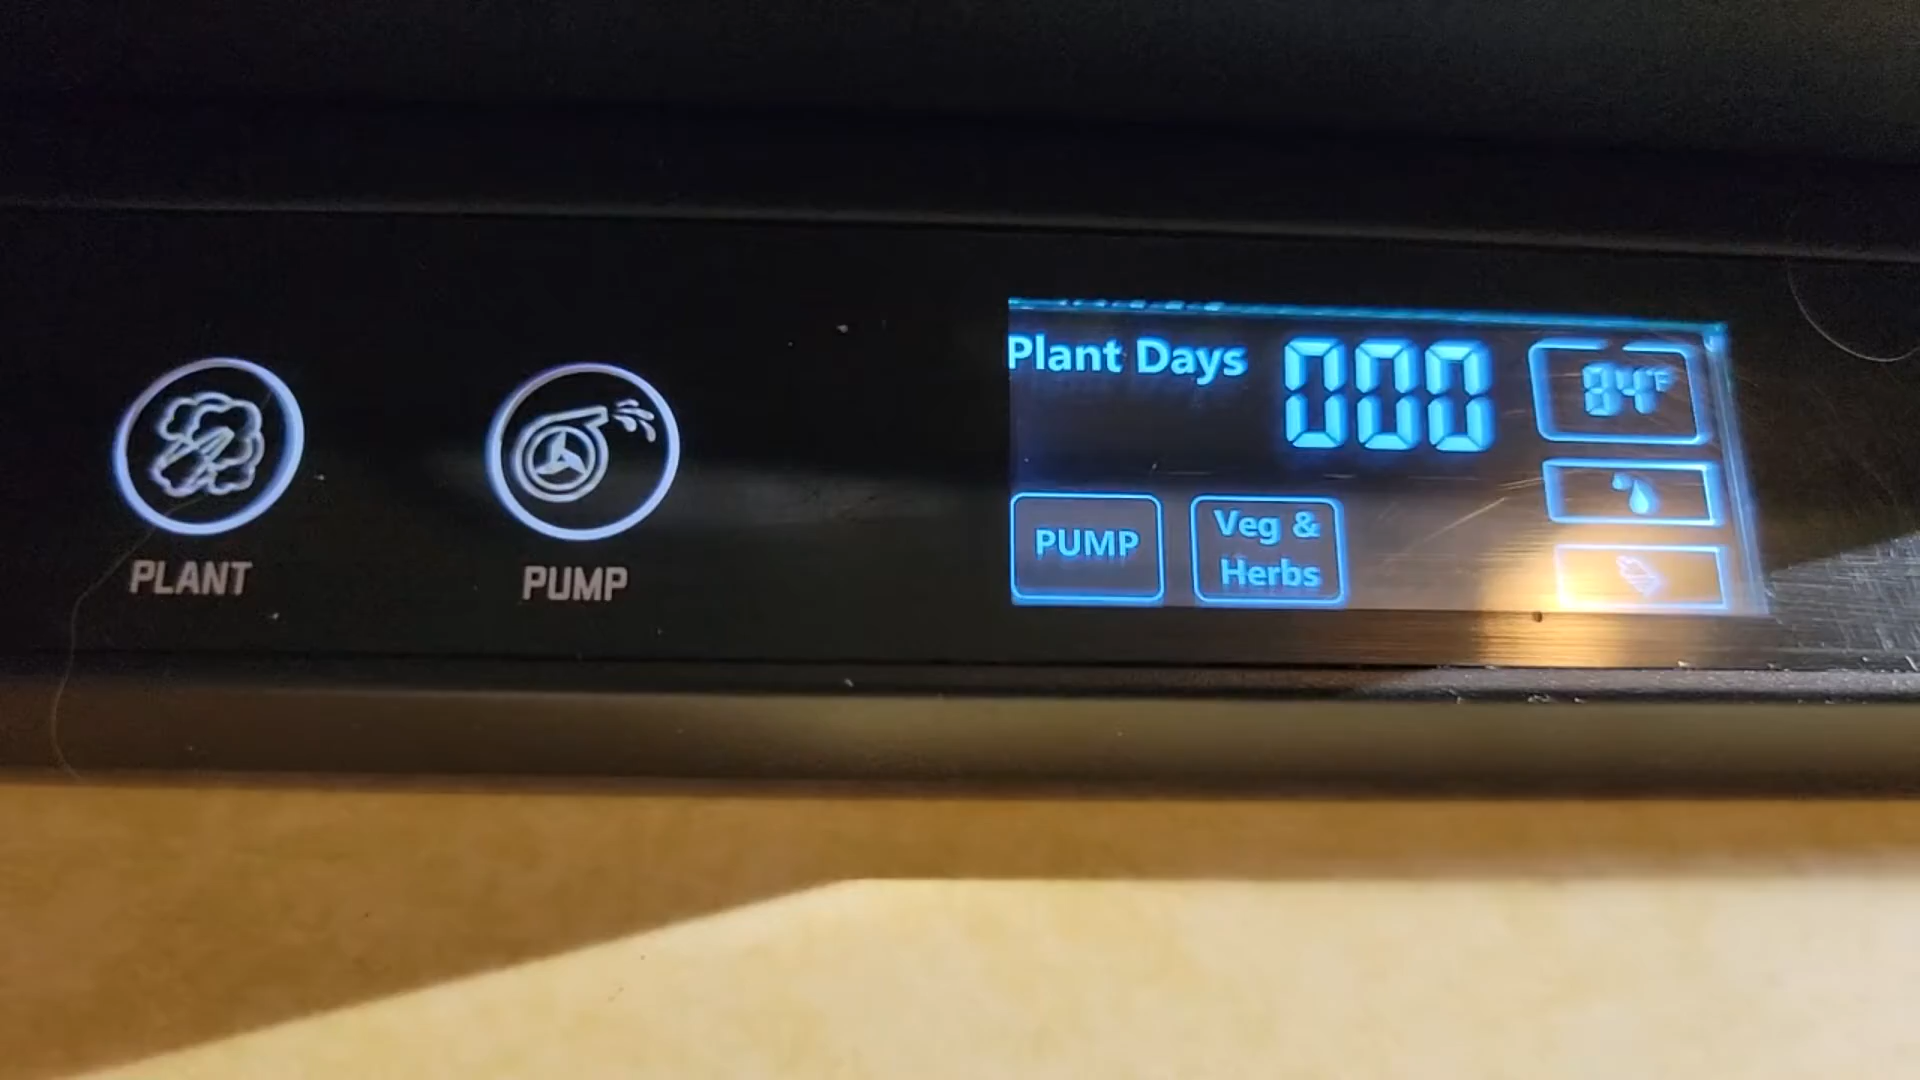 PLANT
PUMP
Plant Days 000
84°F
PUMP
Veg &
Herbs